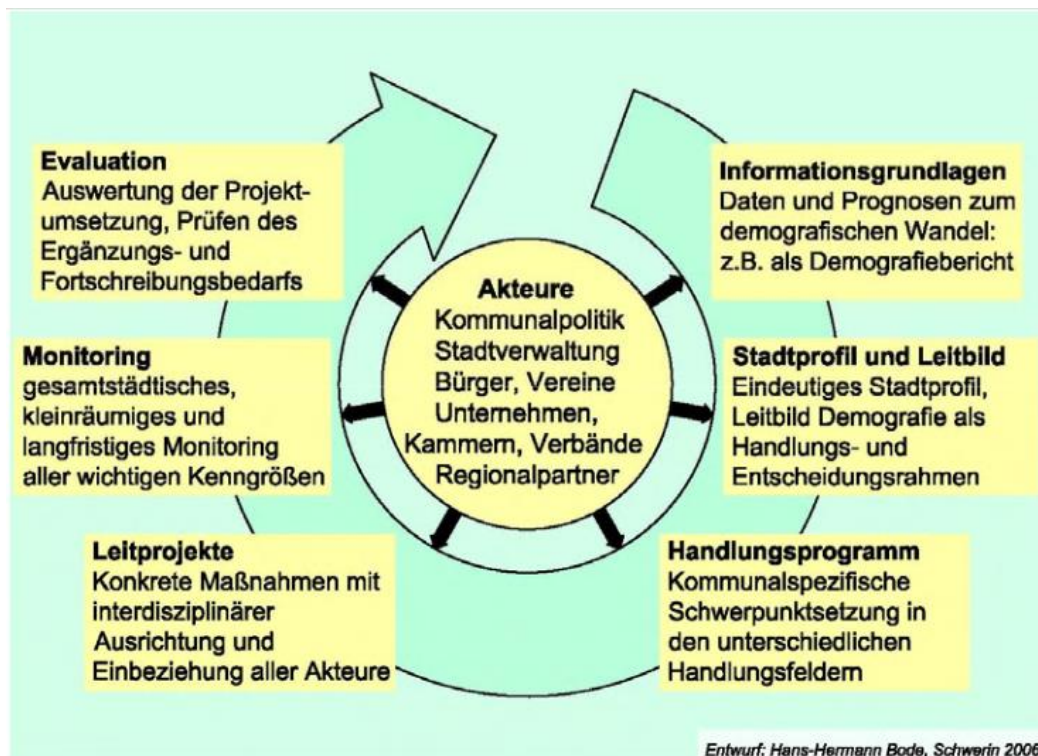 Evaluation
Auswertung der Projekt-
umsetzung, Prüfen des
Ergänzungs- und
Fortschreibungsbedarfs
Informationsgrundlagen
Daten und Prognosen zum
demografischen Wandel:
z.B. als Demografiebericht
Akteure
Kommunalpolitik
Stadtverwaltung
Bürger, Vereine
Unternehmen,
Kammern, Verbände
Regionalpartner
Monitoring
gesamtstädtisches,
kleinräumiges und
langfristiges Monitoring
aller wichtigen Kenngrößen
Stadtprofil und Leitbild
Eindeutiges Stadtprofil,
Leitbild Demografie als
Handlungs- und
Entscheidungsrahmen
Leitprojekte
Konkrete Maßnahmen mit
interdisziplinärer
Ausrichtung und
Einbeziehung aller Akteure
Handlungsprogramm
Kommunalspezifische
Schwerpunktsetzung in
den unterschiedlichen
Handlungsfeldern
Entwurf: Hans-Hermann Bode, Schwerin 2006